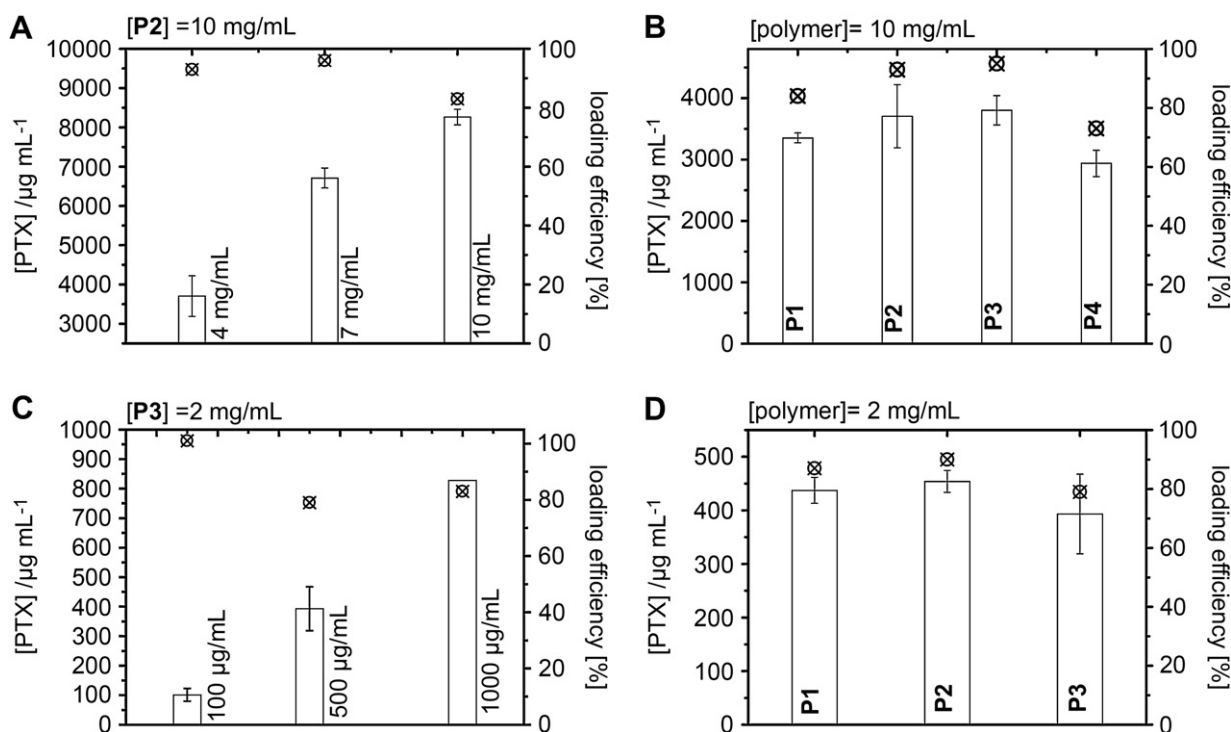 A
[P2] =10 mg/mL
10000
9000
8000
7000
6000
5000
4000
3000
[PTX] /µg mL⁻¹
4 mg/mL
7 mg/mL
10 mg/mL
100
80
60
40
20
0
loading effciency [%]
B
[polymer]= 10 mg/mL
4000
3000
2000
1000
0
[PTX] /µg mL⁻¹
P1
P2
P3
P4
100
80
60
40
20
0
loading efficiency [%]
C
[P3] =2 mg/mL
1000
900
800
700
600
500
400
300
200
100
0
[PTX] /µg mL⁻¹
100 µg/mL
500 µg/mL
1000 µg/mL
100
80
60
40
20
0
loading efficiency [%]
D
[polymer]= 2 mg/mL
500
450
400
300
200
100
50
0
[PTX] /µg mL⁻¹
P1
P2
P3
100
80
60
40
20
0
loading efficiency [%]